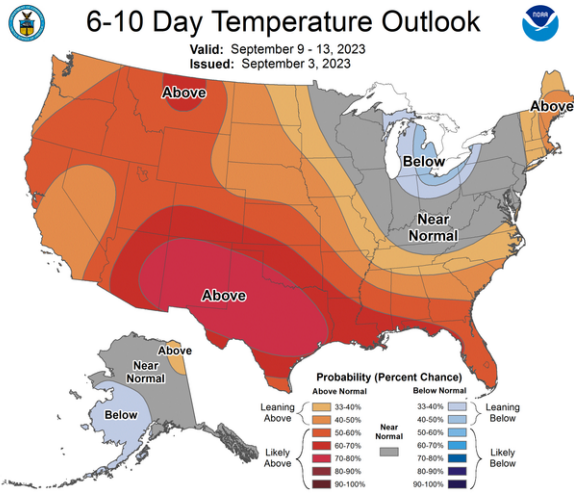 6-10 Day Temperature Outlook
Valid: September 9 - 13, 2023
Issued: September 3, 2023
NOAA
Above
Above
Below
Near
Normal
Above
Above
Near
Normal
Below
Probability (Percent Chance)
Above Normal
Below Normal
Leaning
Above
33-40%
40-50%
Likely
Above
50-60%
60-70%
70-80%
80-90%
90-100%
Near
Normal
33-40%
40-50%
Leaning
Below
50-60%
60-70%
70-80%
80-90%
90-100%
Likely
Below